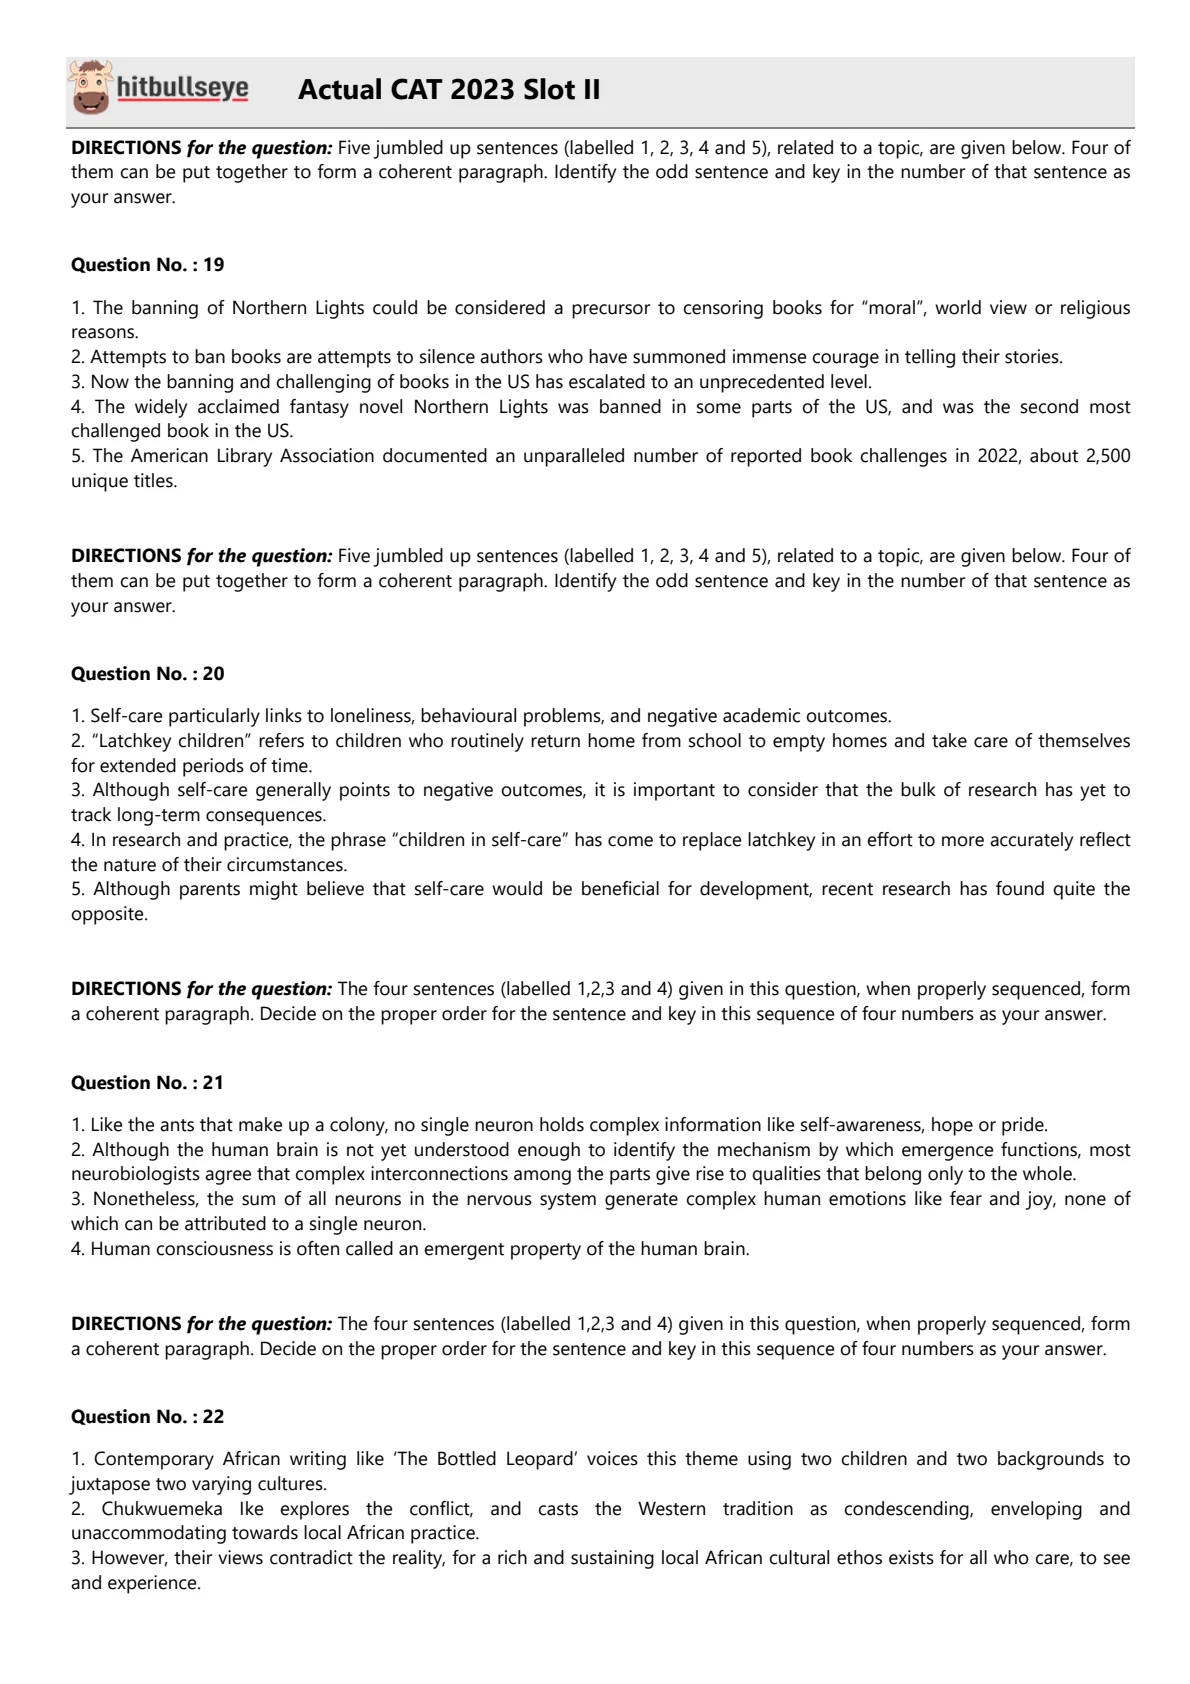 hitbullseye Actual CAT 2023 Slot II
DIRECTIONS for the question: Five jumbled up sentences (labelled 1, 2, 3, 4 and 5), related to a topic, are given below. Four of
them can be put together to form a coherent paragraph. Identify the odd sentence and key in the number of that sentence as
your answer.
Question No. : 19
1. The banning of Northern Lights could be considered a precursor to censoring books for “moral”, world view or religious
reasons.
2. Attempts to ban books are attempts to silence authors who have summoned immense courage in telling their stories.
3. Now the banning and challenging of books in the US has escalated to an unprecedented level.
4. The widely acclaimed fantasy novel Northern Lights was banned in some parts of the US, and was the second most
challenged book in the US.
5. The American Library Association documented an unparalleled number of reported book challenges in 2022, about 2,500
unique titles.
DIRECTIONS for the question: Five jumbled up sentences (labelled 1, 2, 3, 4 and 5), related to a topic, are given below. Four of
them can be put together to form a coherent paragraph. Identify the odd sentence and key in the number of that sentence as
your answer.
Question No. : 20
1. Self-care particularly links to loneliness, behavioural problems, and negative academic outcomes.
2. “Latchkey children” refers to children who routinely return home from school to empty homes and take care of themselves
for extended periods of time.
3. Although self-care generally points to negative outcomes, it is important to consider that the bulk of research has yet to
track long-term consequences.
4. In research and practice, the phrase “children in self-care” has come to replace latchkey in an effort to more accurately reflect
the nature of their circumstances.
5. Although parents might believe that self-care would be beneficial for development, recent research has found quite the
opposite.
DIRECTIONS for the question: The four sentences (labelled 1,2,3 and 4) given in this question, when properly sequenced, form
a coherent paragraph. Decide on the proper order for the sentence and key in this sequence of four numbers as your answer.
Question No. : 21
1. Like the ants that make up a colony, no single neuron holds complex information like self-awareness, hope or pride.
2. Although the human brain is not yet understood enough to identify the mechanism by which emergence functions, most
neurobiologists agree that complex interconnections among the parts give rise to qualities that belong only to the whole.
3. Nonetheless, the sum of all neurons in the nervous system generate complex human emotions like fear and joy, none of
which can be attributed to a single neuron.
4. Human consciousness is often called an emergent property of the human brain.
DIRECTIONS for the question: The four sentences (labelled 1,2,3 and 4) given in this question, when properly sequenced, form
a coherent paragraph. Decide on the proper order for the sentence and key in this sequence of four numbers as your answer.
Question No. : 22
1. Contemporary African writing like ‘The Bottled Leopard’ voices this theme using two children and two backgrounds to
juxtapose two varying cultures.
2. Chukwuemeka Ike explores the conflict, and casts the Western tradition as condescending, enveloping and
unaccommodating towards local African practice.
3. However, their views contradict the reality, for a rich and sustaining local African cultural ethos exists for all who care, to see
and experience.